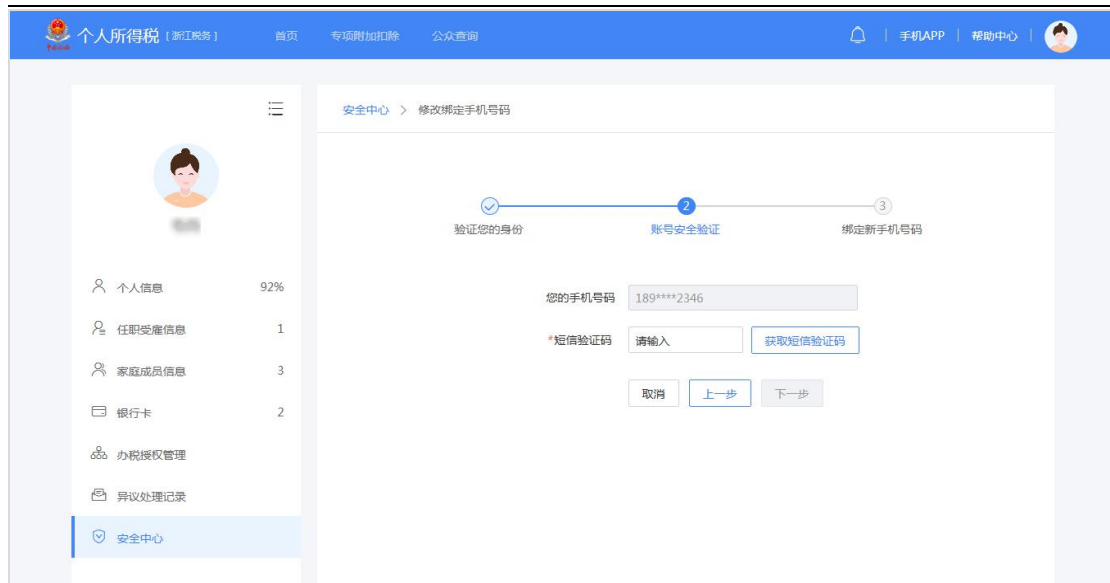 个人所得税 [ 浙江税务 ] 首页 专项附加扣除 公众查询 手机APP 帮助中心
安全中心 > 修改绑定手机号码
2 3
验证您的身份 账号安全验证 绑定新手机号码
个人信息 92%
任职受雇信息 1
家庭成员信息 3
银行卡 2
办税授权管理
异议处理记录
安全中心
您的手机号码 189****2346
*短信验证码 请输入 获取短信验证码
取消 上一步 下一步